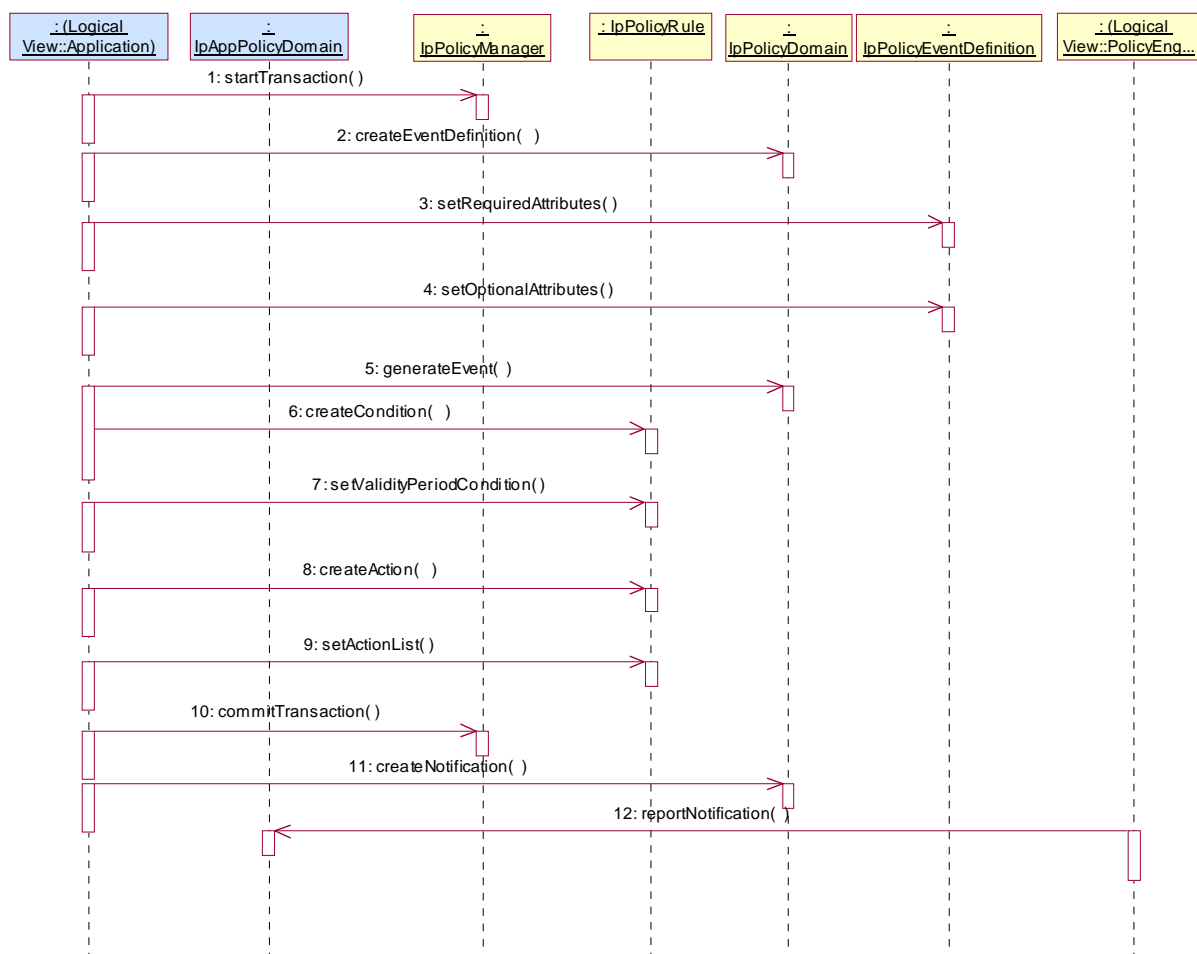 : (Logical
View::Application)
:
IpAppPolicyDomain
:
IpPolicyManager
: IpPolicyRule
:
IpPolicyDomain
:
IpPolicyEventDefinition
: (Logical
View::PolicyEng...
1: startTransaction( )
2: createEventDefinition(  )
3: setRequiredAttributes( )
4: setOptionalAttributes( )
5: generateEvent( )
6: createCondition(  )
7: setValidityPeriodCondition( )
8: createAction(  )
9: setActionList( )
10: commitTransaction( )
11: createNotification(  )
12: reportNotification(  )